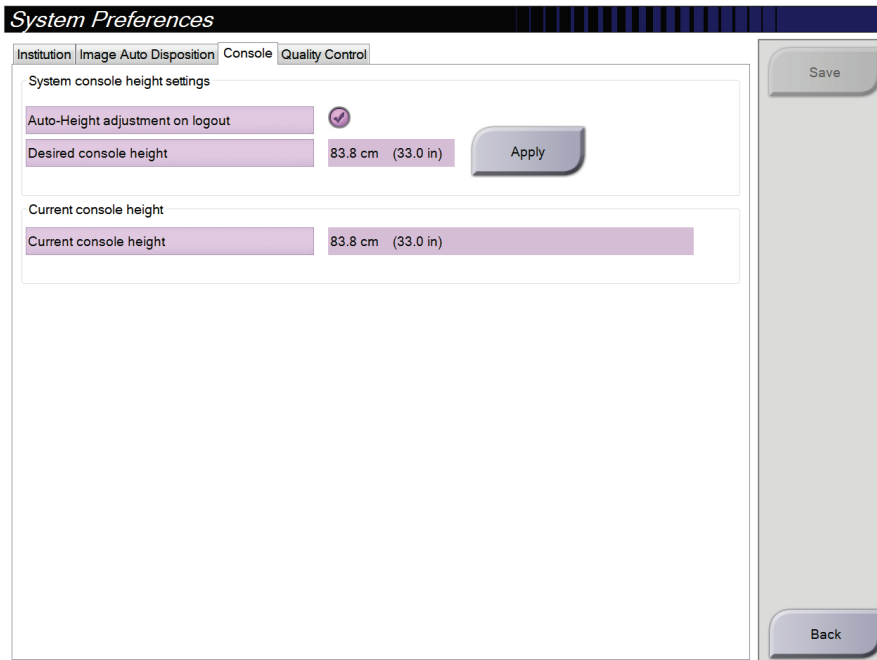 System Preferences
Institution Image Auto Disposition Console Quality Control
Save
System console height settings
Auto-Height adjustment on logout
Desired console height 83.8 cm (33.0 in) Apply
Current console height
Current console height 83.8 cm (33.0 in)
Back